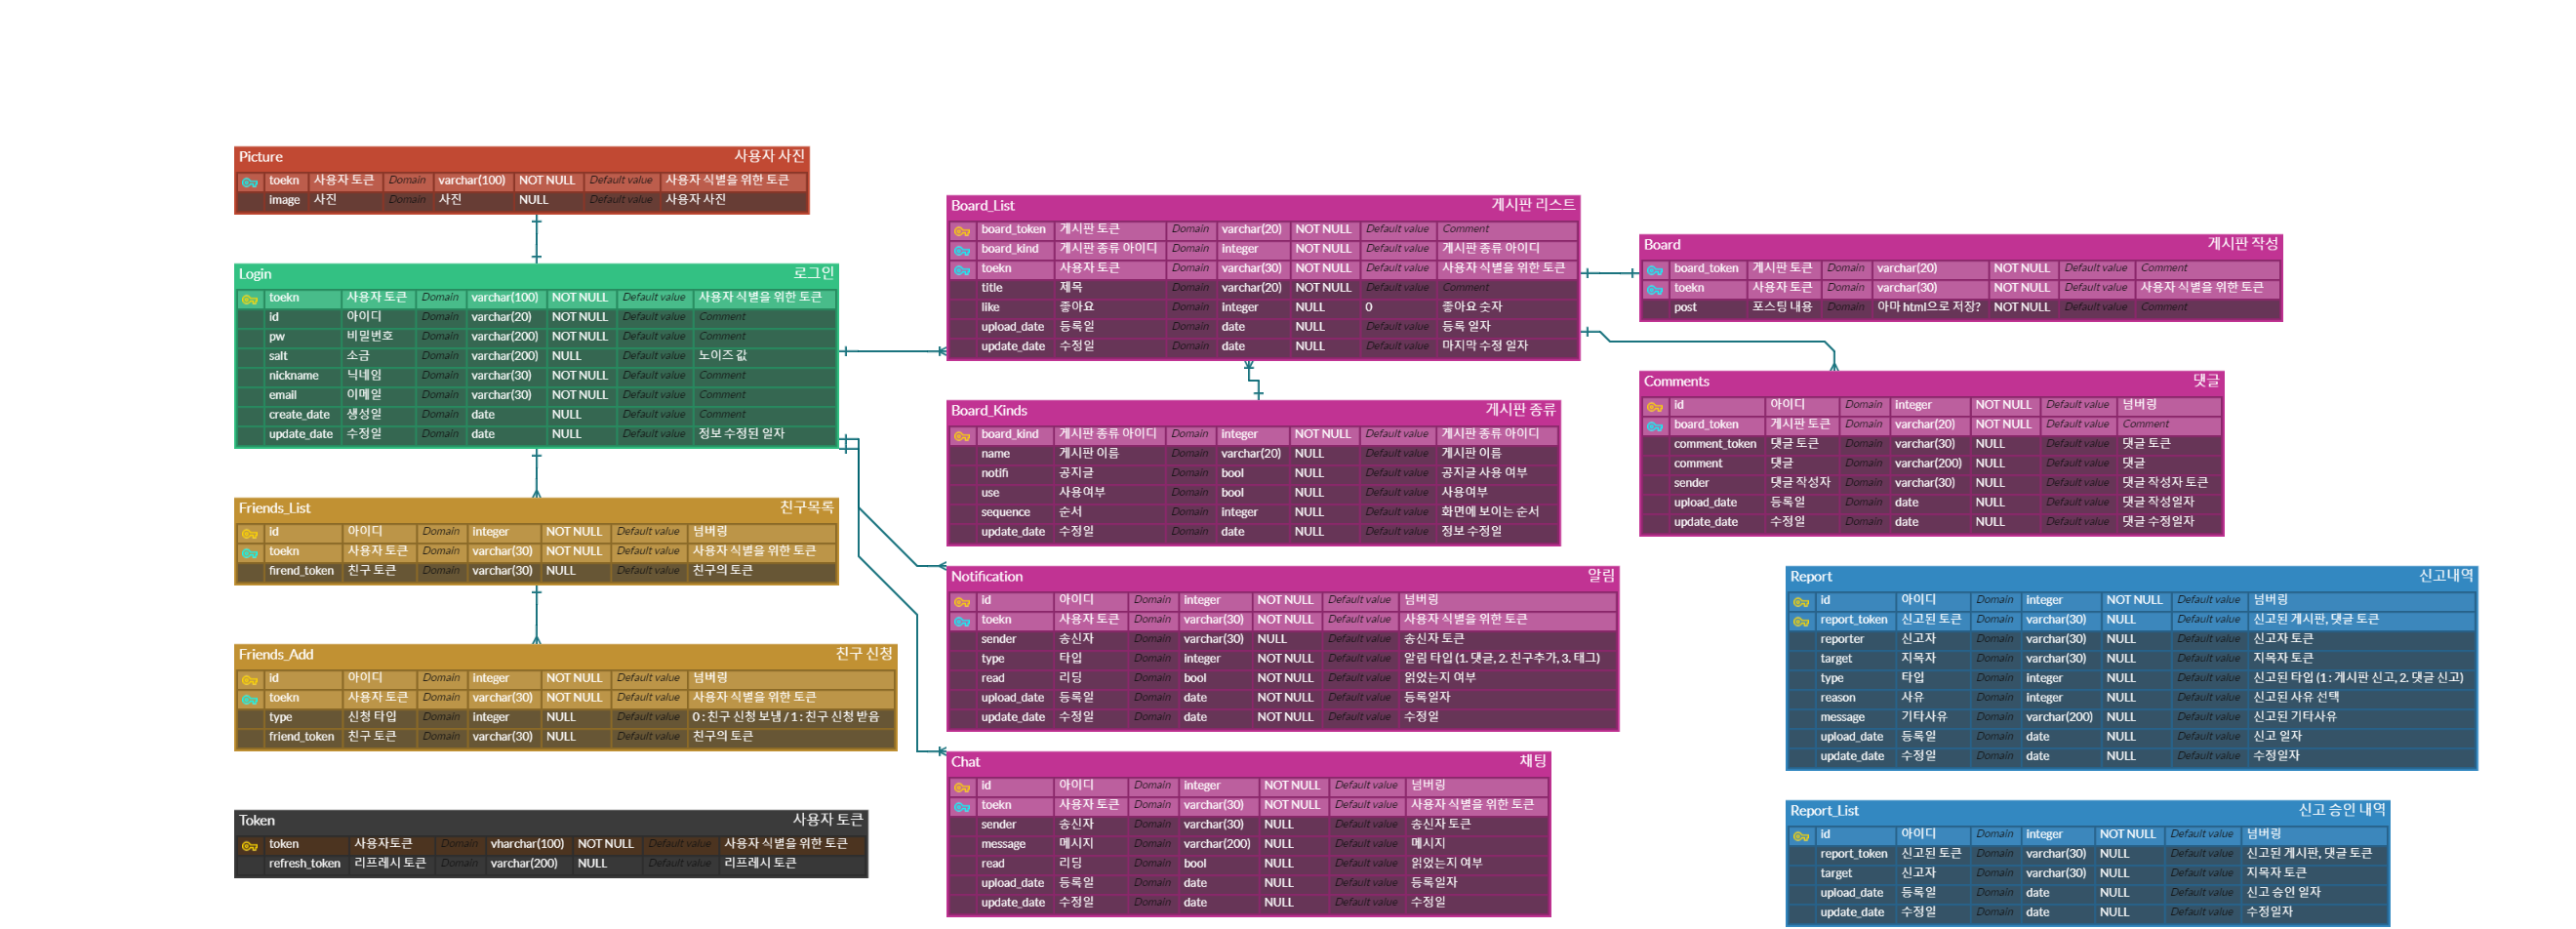 Picture 사용자 사진
toekn 사용자 토큰 Domain varchar(100) NOT NULL Default value 사용자 식별을 위한 토큰
image 사진 Domain 사진 NULL Default value 사용자 사진
Login 로그인
toekn 사용자 토큰 Domain varchar(100) NOT NULL Default value 사용자 식별을 위한 토큰
id 아이디 Domain varchar(20) NOT NULL Default value Comment
pw 비밀번호 Domain varchar(200) NOT NULL Default value Comment
salt 소금 Domain varchar(200) NULL Default value 노이즈 값
nickname 닉네임 Domain varchar(30) NOT NULL Default value Comment
email 이메일 Domain varchar(30) NOT NULL Default value Comment
create_date 생성일 Domain date NULL Default value Comment
update_date 수정일 Domain date NULL Default value 정보 수정된 일자
Friends_List 친구목록
id 아이디 Domain integer NOT NULL Default value 넘버링
toekn 사용자 토큰 Domain varchar(30) NOT NULL Default value 사용자 식별을 위한 토큰
firend_token 친구 토큰 Domain varchar(30) NULL Default value 친구의 토큰
Friends_Add 친구 신청
id 아이디 Domain integer NOT NULL Default value 넘버링
toekn 사용자 토큰 Domain varchar(30) NOT NULL Default value 사용자 식별을 위한 토큰
type 신청 타입 Domain integer NULL Default value 0 : 친구 신청 보냄 / 1 : 친구 신청 받음
friend_token 친구 토큰 Domain varchar(30) NULL Default value 친구의 토큰
Token 사용자 토큰
token 사용자토큰 Domain vharchar(100) NOT NULL Default value 사용자 식별을 위한 토큰
refresh_token 리프레시 토큰 Domain varchar(200) NULL Default value 리프레시 토큰
Board_List 게시판 리스트
board_token 게시판 토큰 Domain varchar(20) NOT NULL Default value Comment
board_kind 게시판 종류 아이디 Domain integer NOT NULL Default value 게시판 종류 아이디
toekn 사용자 토큰 Domain varchar(30) NOT NULL Default value 사용자 식별을 위한 토큰
title 제목 Domain varchar(20) NOT NULL Default value Comment
like 좋아요 Domain integer NULL 0 좋아요 숫자
upload_date 등록일 Domain date NULL Default value 등록 일자
update_date 수정일 Domain date NULL Default value 마지막 수정 일자
Board_Kinds 게시판 종류
board_kind 게시판 종류 아이디 Domain integer NOT NULL Default value 게시판 종류 아이디
name 게시판 이름 Domain varchar(20) NULL Default value 게시판 이름
notifi 공지글 Domain bool NULL Default value 공지글 사용 여부
use 사용여부 Domain bool NULL Default value 사용여부
sequence 순서 Domain integer NULL Default value 화면에 보이는 순서
update_date 수정일 Domain date NULL Default value 정보 수정일
Notification 알림
id 아이디 Domain integer NOT NULL Default value 넘버링
toekn 사용자 토큰 Domain varchar(30) NOT NULL Default value 사용자 식별을 위한 토큰
sender 송신자 Domain varchar(30) NULL Default value 송신자 토큰
type 타입 Domain integer NOT NULL Default value 알림 타입 (1. 댓글, 2. 친구추가, 3. 태그)
read 리딩 Domain bool NOT NULL Default value 읽었는지 여부
upload_date 등록일 Domain date NOT NULL Default value 등록일자
update_date 수정일 Domain date NOT NULL Default value 수정일
Chat 채팅
id 아이디 Domain integer NOT NULL Default value 넘버링
toekn 사용자 토큰 Domain varchar(30) NOT NULL Default value 사용자 식별을 위한 토큰
sender 송신자 Domain varchar(30) NULL Default value 송신자 토큰
message 메시지 Domain varchar(200) NULL Default value 메시지
read 리딩 Domain bool NULL Default value 읽었는지 여부
upload_date 등록일 Domain date NULL Default value 등록일자
update_date 수정일 Domain date NULL Default value 수정일
Board 게시판 작성
board_token 게시판 토큰 Domain varchar(20) NOT NULL Default value Comment
toekn 사용자 토큰 Domain varchar(30) NOT NULL Default value 사용자 식별을 위한 토큰
post 포스팅 내용 Domain 아마 html으로 저장? NOT NULL Default value Comment
Comments 댓글
id 아이디 Domain integer NOT NULL Default value 넘버링
board_token 게시판 토큰 Domain varchar(20) NOT NULL Default value Comment
comment_token 댓글 토큰 Domain varchar(30) NULL Default value 댓글 토큰
comment 댓글 Domain varchar(200) NULL Default value 댓글
sender 댓글 작성자 Domain varchar(30) NULL Default value 댓글 작성자 토큰
upload_date 등록일 Domain date NULL Default value 댓글 작성일자
update_date 수정일 Domain date NULL Default value 댓글 수정일자
Report 신고내역
id 아이디 Domain integer NOT NULL Default value 넘버링
report_token 신고된 토큰 Domain varchar(30) NULL Default value 신고된 게시판, 댓글 토큰
reporter 신고자 Domain varchar(30) NULL Default value 신고자 토큰
target 지목자 Domain varchar(30) NULL Default value 지목자 토큰
type 타입 Domain integer NULL Default value 신고된 타입 (1 : 게시판 신고, 2. 댓글 신고)
reason 사유 Domain integer NULL Default value 신고된 사유 선택
message 기타사유 Domain varchar(200) NULL Default value 신고된 기타사유
upload_date 등록일 Domain date NULL Default value 신고 일자
update_date 수정일 Domain date NULL Default value 수정일자
Report_List 신고 승인 내역
id 아이디 Domain integer NOT NULL Default value 넘버링
report_token 신고된 토큰 Domain varchar(30) NULL Default value 신고된 게시판, 댓글 토큰
target 신고자 Domain varchar(30) NULL Default value 지목자 토큰
upload_date 등록일 Domain date NULL Default value 신고 승인 일자
update_date 수정일 Domain date NULL Default value 수정일자